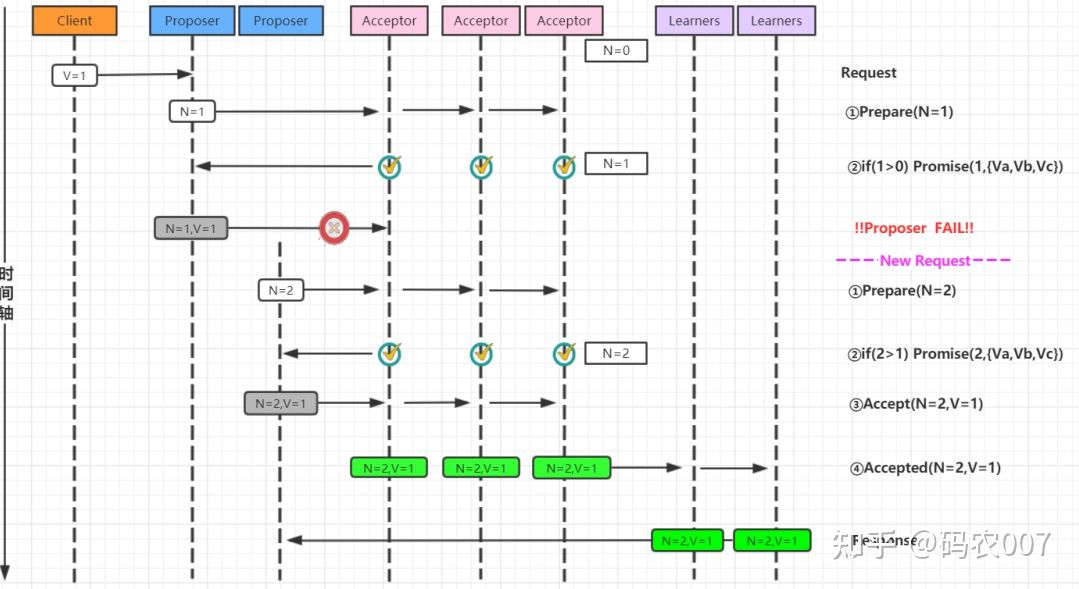 Client
Proposer
Proposer
Acceptor
Acceptor
Acceptor
Learners
Learners
N=0
V=1
Request
N=1
①Prepare(N=1)
N=1
②if(1>0) Promise(1,{Va,Vb,Vc})
N=1,V=1
!!Proposer FAIL!!
New Request
时间轴
N=2
①Prepare(N=2)
N=2
②if(2>1) Promise(2,{Va,Vb,Vc})
N=2,V=1
③Accept(N=2,V=1)
N=2,V=1
N=2,V=1
N=2,V=1
④Accepted(N=2,V=1)
N=2,V=1
N=2,V=1
Response
知乎 @码农007